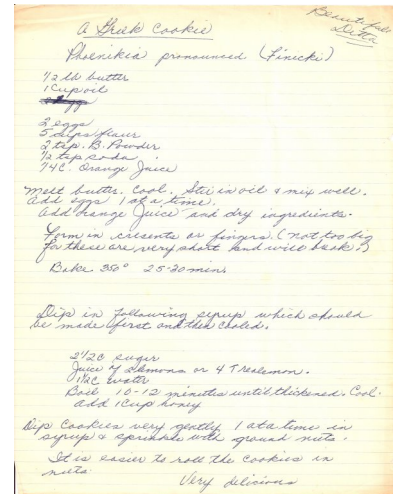 Beautiful
Ditta
A Greek Cookie
Phoenikia pronounced (Finecki)
1/2 lb butter
1 cup oil
2 eggs
5 cups flour
2 tsp. B. Powder
1/2 tsp soda.
1/4 C. Orange Juice
Melt butter. Cool. Stir in oil & mix well.
Add eggs 1 at a time.
Add orange Juice and dry ingredients.
Form in cresents or fingers. (not too big
for these are very short and will break.)
Bake 350° 25-30 mins
Dip in following syrup which should
be made first and then cooled.
2 1/2 C sugar
Juice of 2 lemons or 4 T realemon.
1 1/2 C water
Boil 10-12 minutes until thickened. Cool.
Add 1 cup honey
Dip Cookies very gently 1 at a time in
syrup & sprinkle with ground nuts.
It is easier to roll the cookies in
nuts
Very delicious